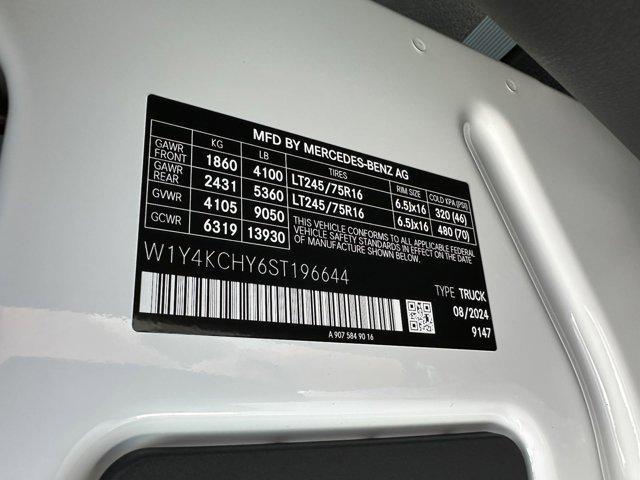 MFD BY MERCEDES-BENZ AG
KG LB TIRES RIM SIZE COLD KPA (PSI)
GAWR FRONT 1860 4100 LT245/75R16 6.5Jx16 320 (46)
GAWR REAR 2431 5360 LT245/75R16 6.5Jx16 480 (70)
GVWR 4105 9050
GCWR 6319 13930
THIS VEHICLE CONFORMS TO ALL APPLICABLE FEDERAL
MOTOR VEHICLE SAFETY STANDARDS IN EFFECT ON THE DATE
OF MANUFACTURE SHOWN ABOVE
W1Y4KCHY6ST196644
TYPE TRUCK
08/2024
9147
A 907 584 90 16